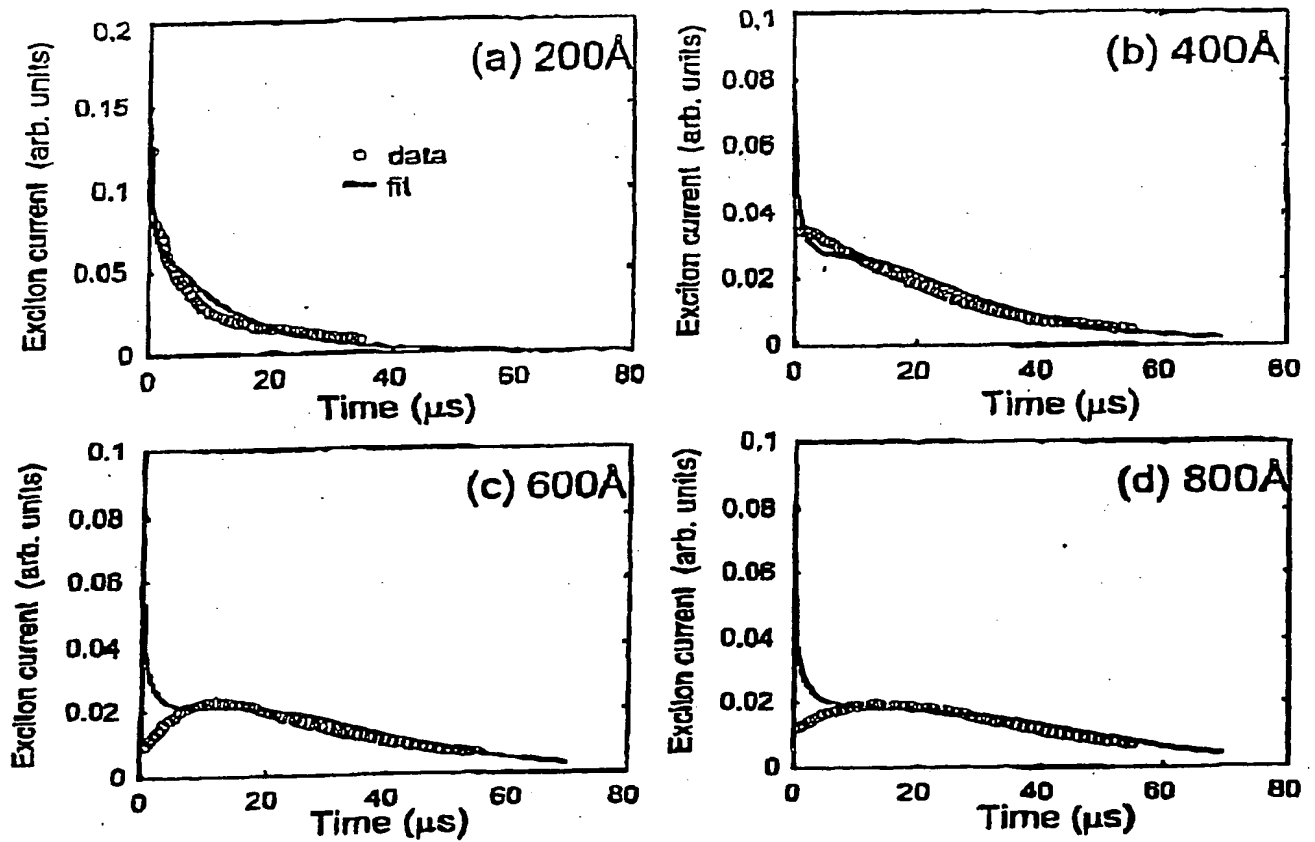 Exciton current (arb. units)
0.2
0.15
0.1
0.05
0
(a) 200Å
data
fit
0 20 40 60 80
Time (μs)
Exciton current (arb. units)
0.1
0.08
0.06
0.04
0.02
0
(b) 400Å
0 20 40 60 80
Time (μs)
Exciton current (arb. units)
0.1
0.08
0.06
0.04
0.02
0
(c) 600Å
0 20 40 60 80
Time (μs)
Exciton current (arb. units)
0.1
0.08
0.06
0.04
0.02
0
(d) 800Å
0 20 40 60 80
Time (μs)